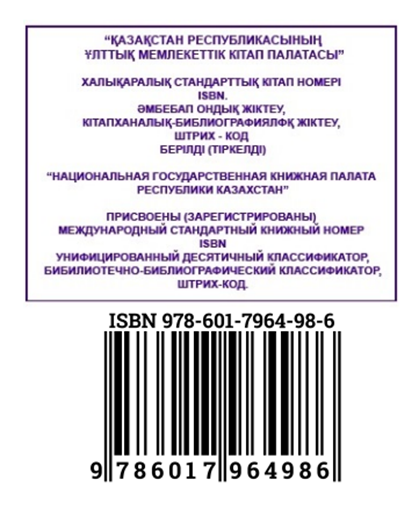 “ҚАЗАҚСТАН РЕСПУБЛИКАСЫНЫҢ
ҰЛТТЫҚ МЕМЛЕКЕТТІК КІТАП ПАЛАТАСЫ”
ХАЛЫҚАРАЛЫҚ СТАНДАРТТЫҚ КІТАП НОМЕРІ
ISBN.
ӘМБЕБАП ОНДЫҚ ЖІКТЕУ,
КІТАПХАНАЛЫҚ-БИБЛИОГРАФИЯЛФҚ ЖІКТЕУ,
ШТРИХ - КОД
БЕРІЛДІ (ТІРКЕЛДІ)
“НАЦИОНАЛЬНАЯ ГОСУДАРСТВЕННАЯ КНИЖНАЯ ПАЛАТА
РЕСПУБЛИКИ КАЗАХСТАН”
ПРИСВОЕНЫ (ЗАРЕГИСТРИРОВАНЫ)
МЕЖДУНАРОДНЫЙ СТАНДАРТНЫЙ КНИЖНЫЙ НОМЕР
ISBN
УНИФИЦИРОВАННЫЙ ДЕСЯТИЧНЫЙ КЛАССИФИКАТОР,
БИБИЛИОТЕЧНО-БИБЛИОГРАФИЧЕСКИЙ КЛАССИФИКАТОР,
ШТРИХ-КОД.
ISBN 978-601-7964-98-6
9 786017 964986